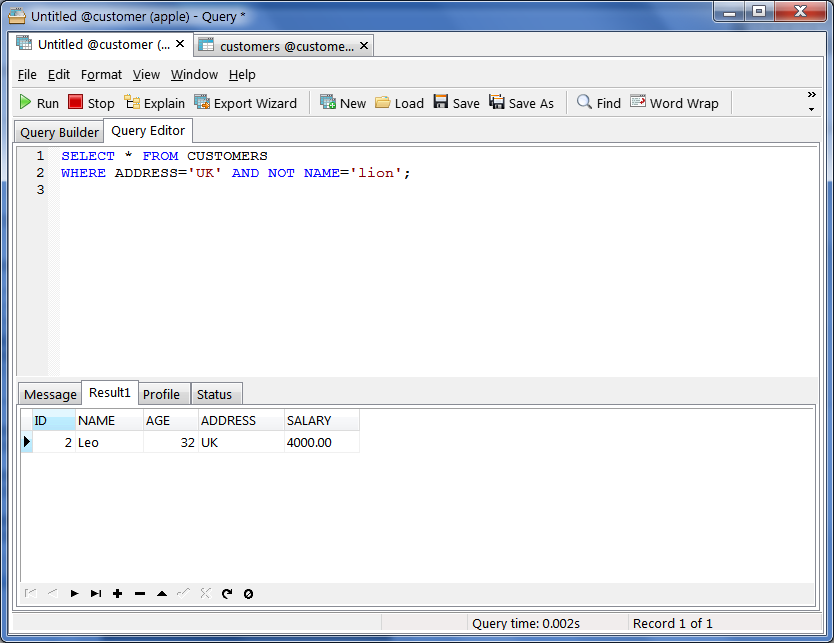 Untitled @customer (apple) - Query *
Untitled @customer (... customers @custome...
File Edit Format View Window Help
Run Stop Explain Export Wizard New Load Save Save As Find Word Wrap
Query Builder Query Editor
1 SELECT * FROM CUSTOMERS
2 WHERE ADDRESS='UK' AND NOT NAME='lion';
3
Message Result1 Profile Status
ID NAME AGE ADDRESS SALARY
2 Leo 32 UK 4000.00
Query time: 0.002s Record 1 of 1